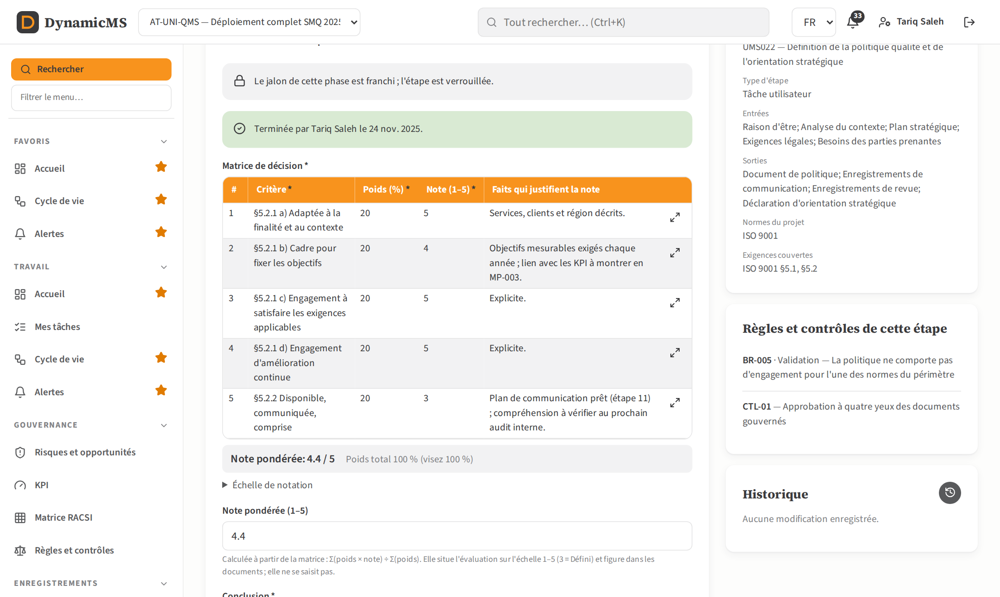 DynamicMS
AT-UNI-QMS — Déploiement complet SMQ 2025
Tout rechercher… (Ctrl+K)
FR
33
Tariq Saleh
Rechercher
Filtrer le menu…
FAVORIS
Accueil
Cycle de vie
Alertes
TRAVAIL
Accueil
Mes tâches
Cycle de vie
Alertes
GOUVERNANCE
Risques et opportunités
KPI
Matrice RACSI
Règles et contrôles
ENREGISTREMENTS
Le jalon de cette phase est franchi ; l'étape est verrouillée.
Terminée par Tariq Saleh le 24 nov. 2025.
Matrice de décision *
# Critère * Poids (%) * Note (1–5) * Faits qui justifient la note
1 §5.2.1 a) Adaptée à la 20 5 Services, clients et région décrits.
finalité et au contexte
2 §5.2.1 b) Cadre pour 20 4 Objectifs mesurables exigés chaque
fixer les objectifs année ; lien avec les KPI à montrer en
MP-003.
3 §5.2.1 c) Engagement à 20 5 Explicite.
satisfaire les exigences
applicables
4 §5.2.1 d) Engagement 20 5 Explicite.
d'amélioration
continue
5 §5.2.2 Disponible, 20 3 Plan de communication prêt (étape 11)
communiquée, ; compréhension à vérifier au prochain
comprise audit interne.
Note pondérée: 4.4 / 5 Poids total 100 % (visez 100 %)
Échelle de notation
Note pondérée (1–5)
4.4
Calculée à partir de la matrice : Σ(poids × note) ÷ Σ(poids). Elle situe l'évaluation sur l'échelle 1–5 (3 = Défini) et figure dans les
documents ; elle ne se saisit pas.
Conclusion *
UMS022 — Définition de la politique qualité et de
l'orientation stratégique
Type d'étape
Tâche utilisateur
Entrées
Raison d'être; Analyse du contexte; Plan stratégique;
Exigences légales; Besoins des parties prenantes
Sorties
Document de politique; Enregistrements de
communication; Enregistrements de revue;
Déclaration d'orientation stratégique
Normes du projet
ISO 9001
Exigences couvertes
ISO 9001 §5.1, §5.2
Règles et contrôles de cette étape
BR-005 · Validation — La politique ne comporte pas
d'engagement pour l'une des normes du périmètre
CTL-01 — Approbation à quatre yeux des documents
gouvernés
Historique
Aucune modification enregistrée.